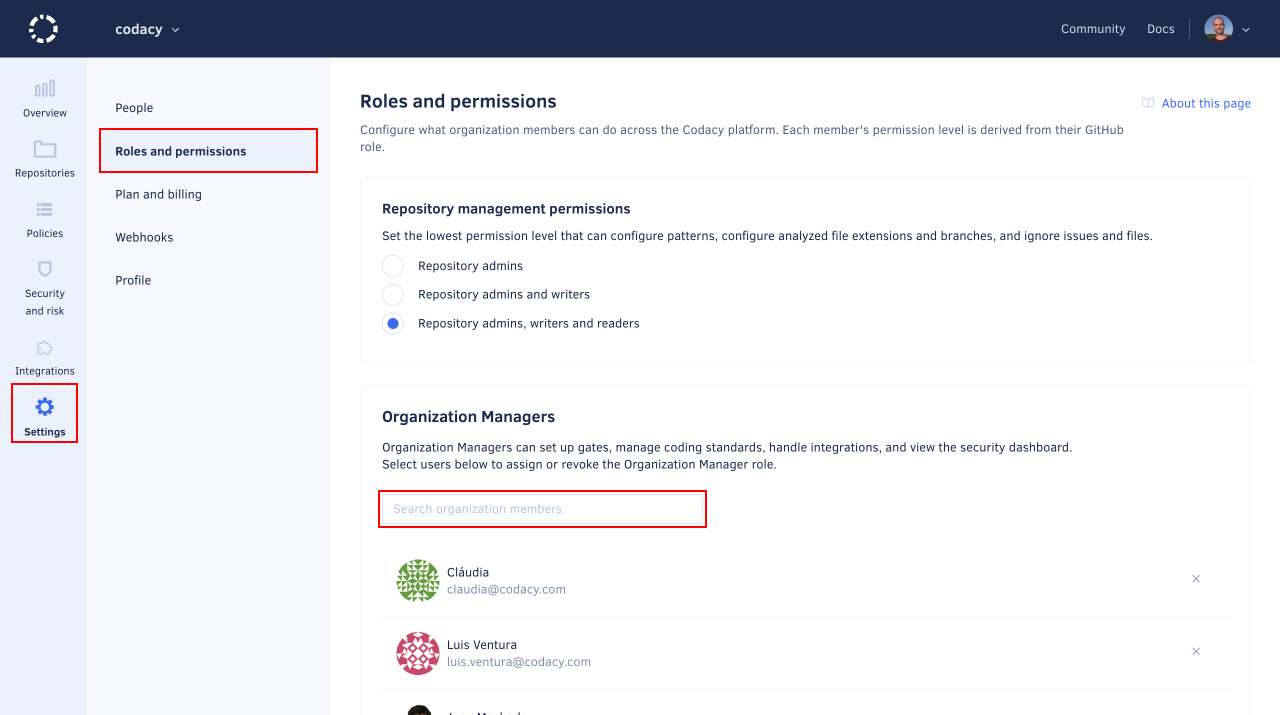 codacy
Community
Docs
Overview
Repositories
Policies
Security
and risk
Integrations
Settings
People
Roles and permissions
Plan and billing
Webhooks
Profile
Roles and permissions
About this page
Configure what organization members can do across the Codacy platform. Each member's permission level is derived from their GitHub
role.
Repository management permissions
Set the lowest permission level that can configure patterns, configure analyzed file extensions and branches, and ignore issues and files.
Repository admins
Repository admins and writers
Repository admins, writers and readers
Organization Managers
Organization Managers can set up gates, manage coding standards, handle integrations, and view the security dashboard.
Select users below to assign or revoke the Organization Manager role.
Search organization members
Cláudia
claudia@codacy.com
Luis Ventura
luis.ventura@codacy.com